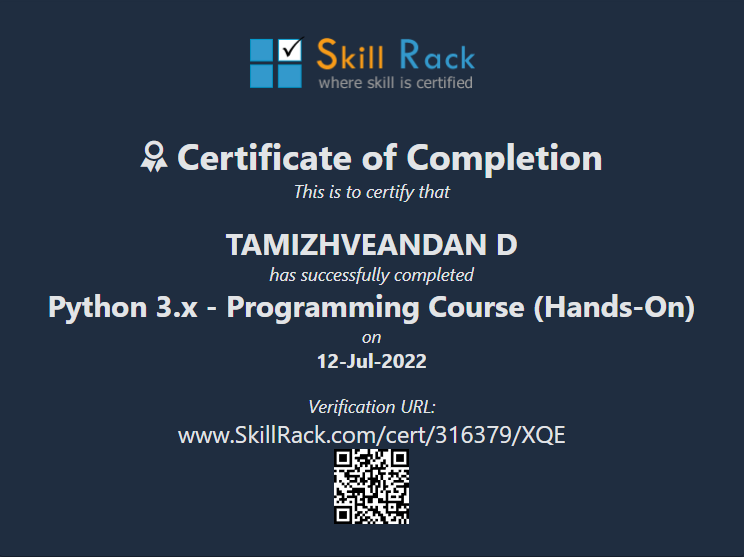 Skill Rack
where skill is certified
Certificate of Completion
This is to certify that
TAMIZHVEANDAN D
has successfully completed
Python 3.x - Programming Course (Hands-On)
on
12-Jul-2022
Verification URL:
www.SkillRack.com/cert/316379/XQE